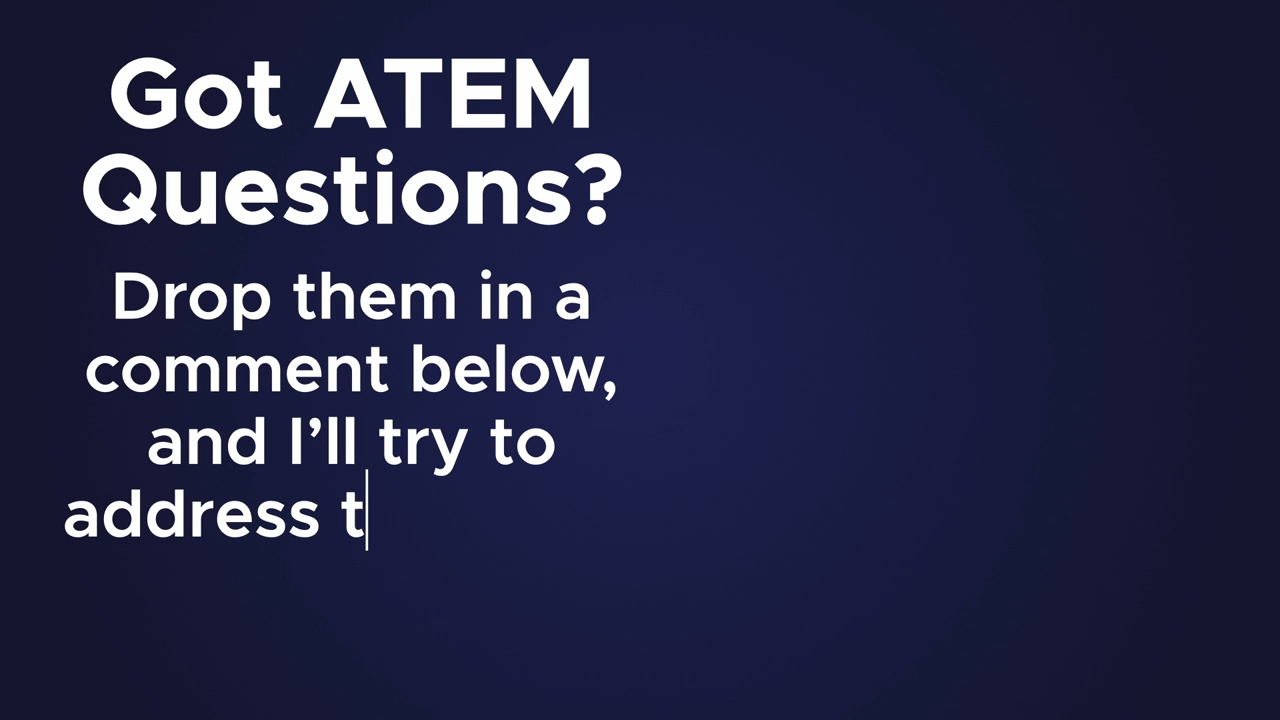 Got ATEM
Questions?
Drop them in a
comment below,
and I’ll try to
address t